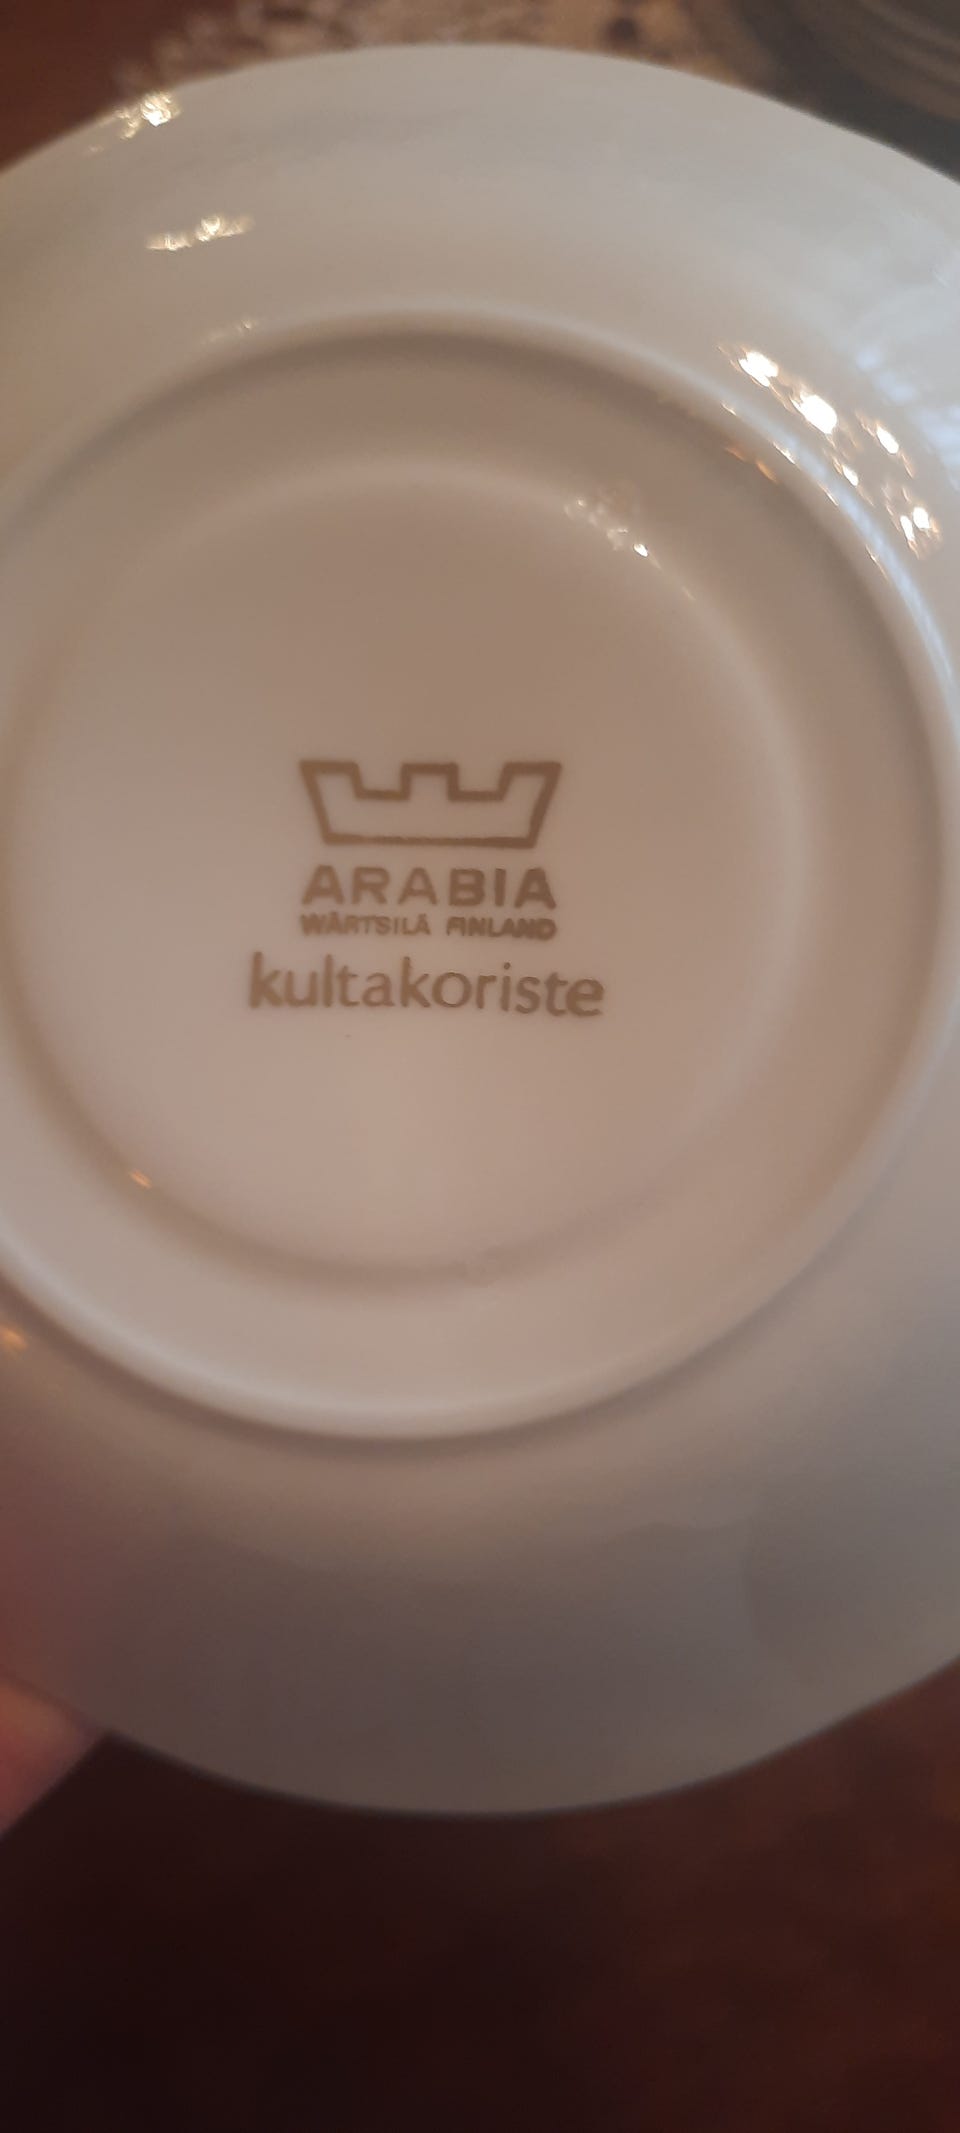 ARABIA
WÄRTSILÄ FINLAND
kultakoriste